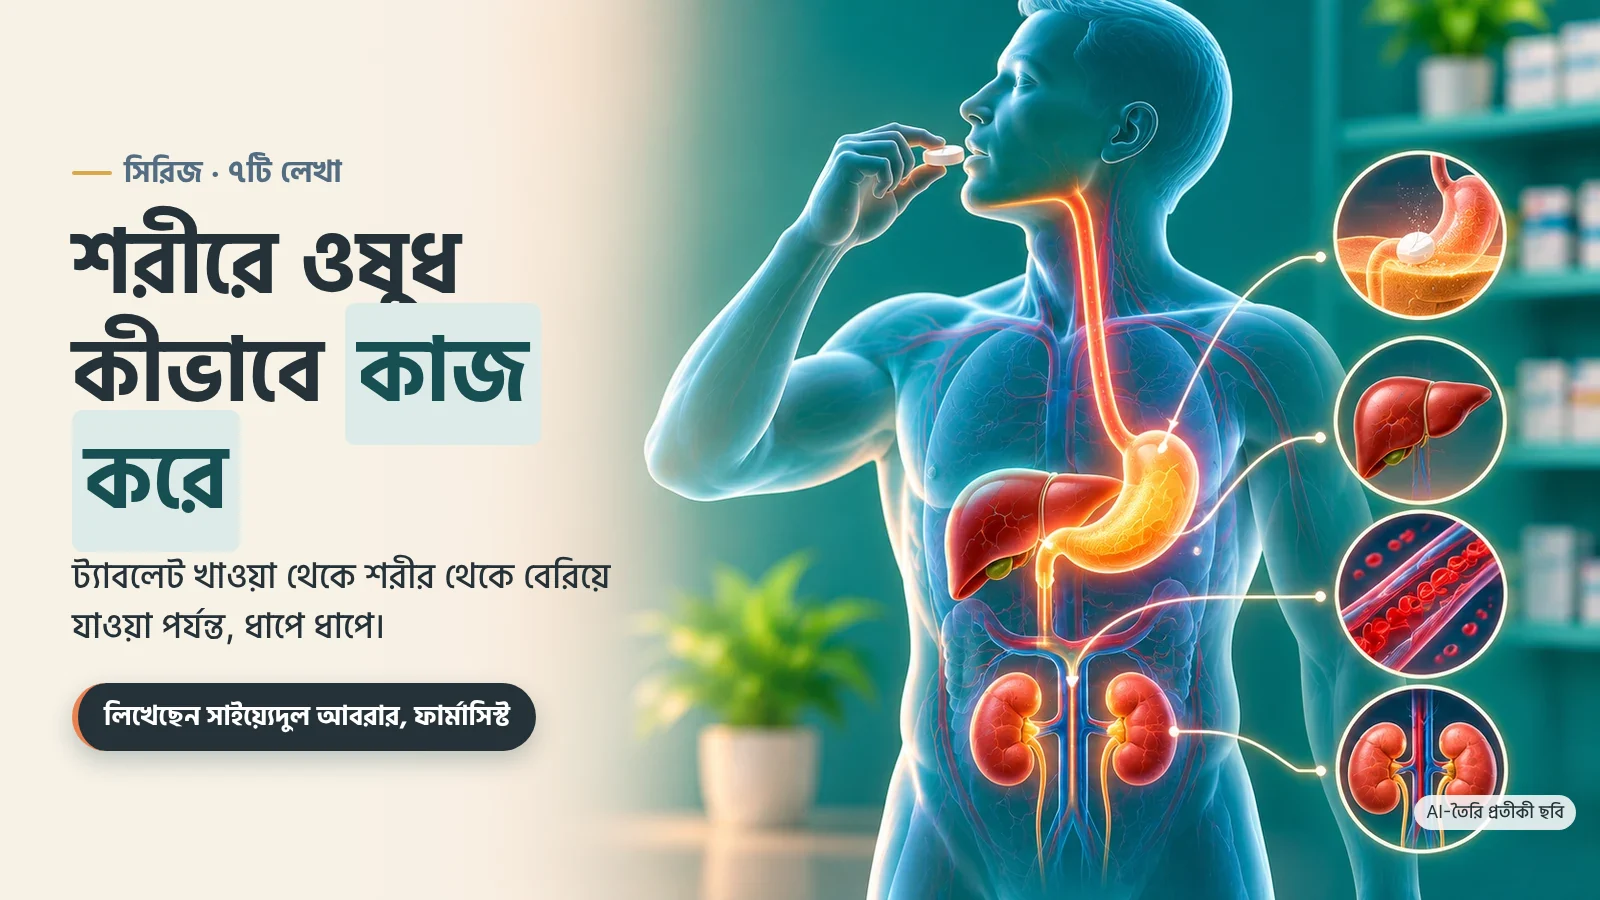 সিরিজ · ৭টি লেখা
শরীরে ওষুধ
কীভাবে কাজ
করে
ট্যাবলেট খাওয়া থেকে শরীর থেকে বেরিয়ে
যাওয়া পর্যন্ত, ধাপে ধাপে।
লিখেছেন সাইয়্যেদুল আবরার, ফার্মাসিস্ট
AI-তৈরি প্রতীকী ছবি